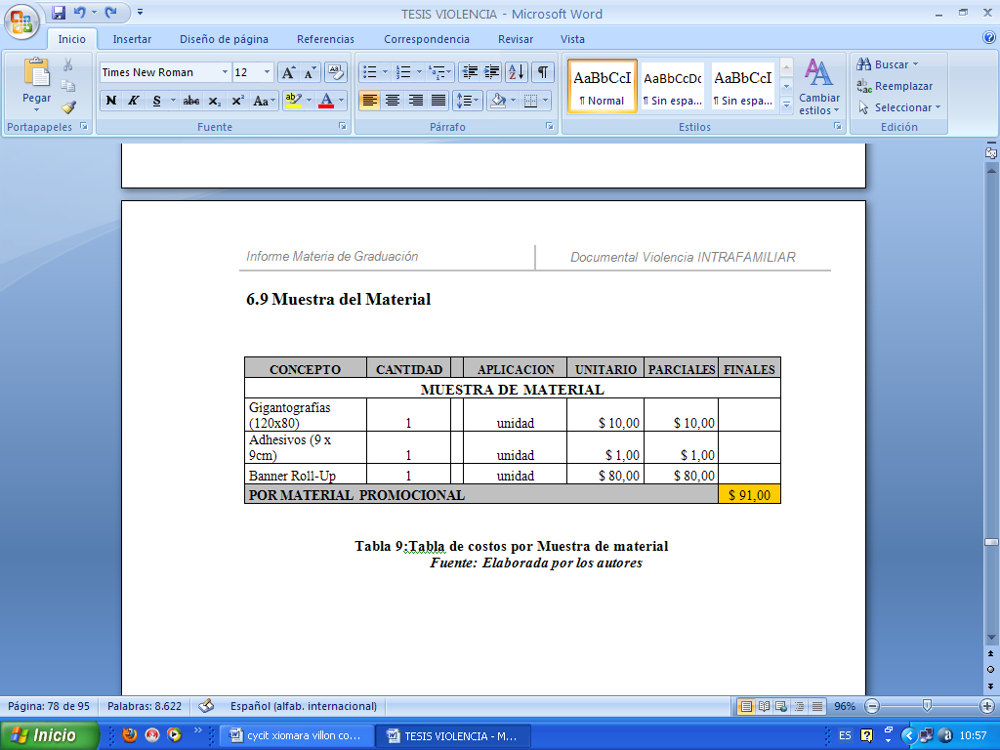 TESIS VIOLENCIA - Microsoft Word
Inicio Insertar Diseño de página Referencias Correspondencia Revisar Vista
Pegar
Portapapeles
Times New Roman 12
N K S abc x₂ x² Aa
Fuente
Párrafo
AaBbCcI AaBbCcDc AaBbCcI
¶ Normal ¶ Sin espa... ¶ Sin espa...
Cambiar estilos
Estilos
Buscar
Reemplazar
Seleccionar
Edición
Informe Materia de Graduación Documental Violencia INTRAFAMILIAR
6.9 Muestra del Material
CONCEPTO CANTIDAD APLICACION UNITARIO PARCIALES FINALES
MUESTRA DE MATERIAL
Gigantografías
(120x80) 1 unidad $ 10,00 $ 10,00
Adhesivos (9 x
9cm) 1 unidad $ 1,00 $ 1,00
Banner Roll-Up 1 unidad $ 80,00 $ 80,00
POR MATERIAL PROMOCIONAL $ 91,00
Tabla 9:Tabla de costos por Muestra de material
Fuente: Elaborada por los autores
Página: 78 de 95 Palabras: 8.622 Español (alfab. internacional) 96%
Inicio cycit xiomara villon co... TESIS VIOLENCIA - M... ES 10:57